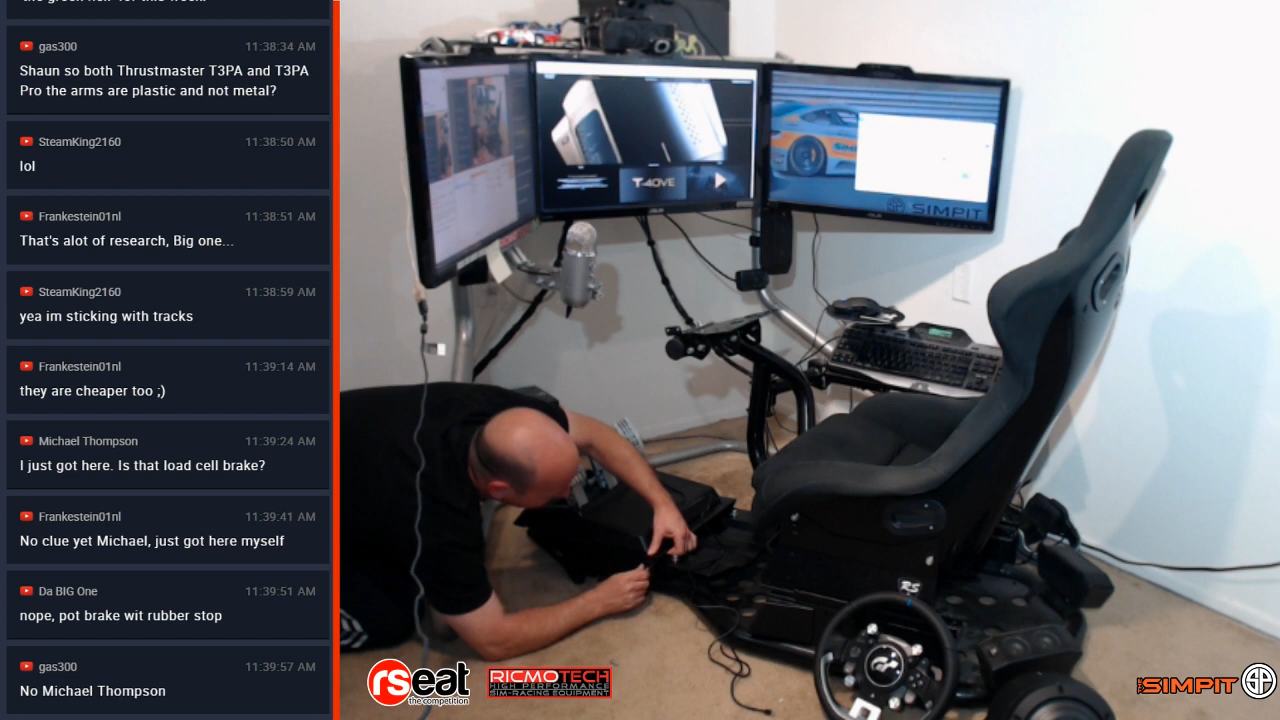 gas300 11:38:34 AM
Shaun so both Thrustmaster T3PA and T3PA
Pro the arms are plastic and not metal?
SteamKing2160 11:38:50 AM
lol
Frankestein01nl 11:38:51 AM
That's alot of research, Big one...
SteamKing2160 11:38:59 AM
yea im sticking with tracks
Frankestein01nl 11:39:14 AM
they are cheaper too ;)
Michael Thompson 11:39:24 AM
I just got here. Is that load cell brake?
Frankestein01nl 11:39:41 AM
No clue yet Michael, just got here myself
Da BIG One 11:39:51 AM
nope, pot brake wit rubber stop
gas300 11:39:57 AM
No Michael Thompson
T-40VE
SIMPIT
RS
GT
rseat
the competition
RICMOTECH
HIGH PERFORMANCE
SIM-RACING EQUIPMENT
SIMPIT